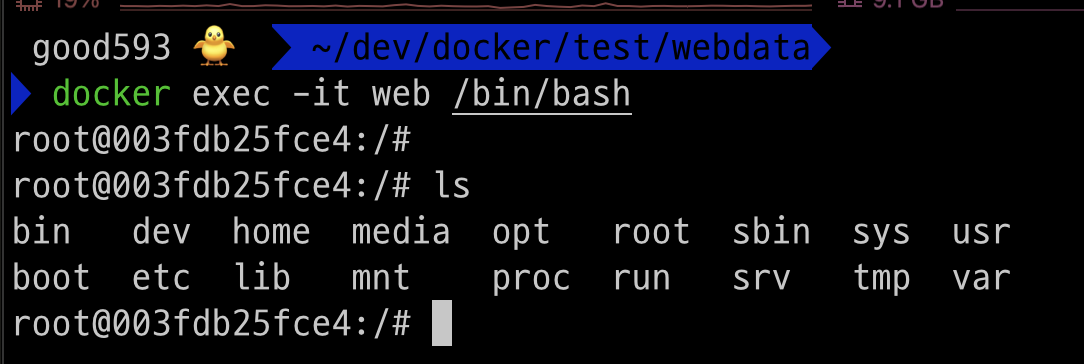 19% 9.1 GB
good593 🐥 ~/dev/docker/test/webdata
docker exec -it web /bin/bash
root@003fdb25fce4:/#
root@003fdb25fce4:/# ls
bin dev home media opt root sbin sys usr
boot etc lib mnt proc run srv tmp var
root@003fdb25fce4:/#